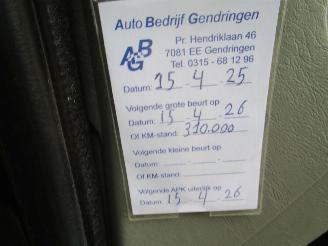 Auto Bedrijf Gendringen
ABG
Pr. Hendriklaan 46
7081 EE Gendringen
Tel. 0315 - 68 12 96
Datum: 15 - 4 - 25
Volgende grote beurt op
Datum: 15 - 4 - 26
Of KM-stand: 310.000
Volgende kleine beurt op
Datum:
Of KM-stand:
Volgende APK uiterlijk op
Datum: 15 - 4 - 26